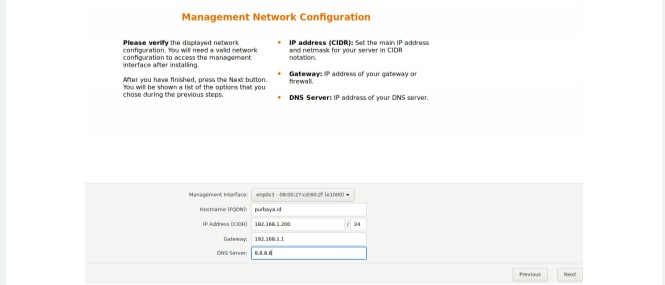 Management Network Configuration
Please verify the displayed network
configuration. You will need a valid network
configuration to access the management
interface after installing.
After you have finished, press the Next button.
You will be shown a list of the options that you
chose during the previous steps.
IP address (CIDR): Set the main IP address
and netmask for your server in CIDR
notation.
Gateway: IP address of your gateway or
firewall.
DNS Server: IP address of your DNS server.
Management Interface: enp0s3 - 08:00:27:cd:60:2f (e1000)
Hostname (FQDN): purbaya.id
IP Address (CIDR) 192.168.1.200 / 24
Gateway: 192.168.1.1
DNS Server: 8.8.8.8
Previous Next